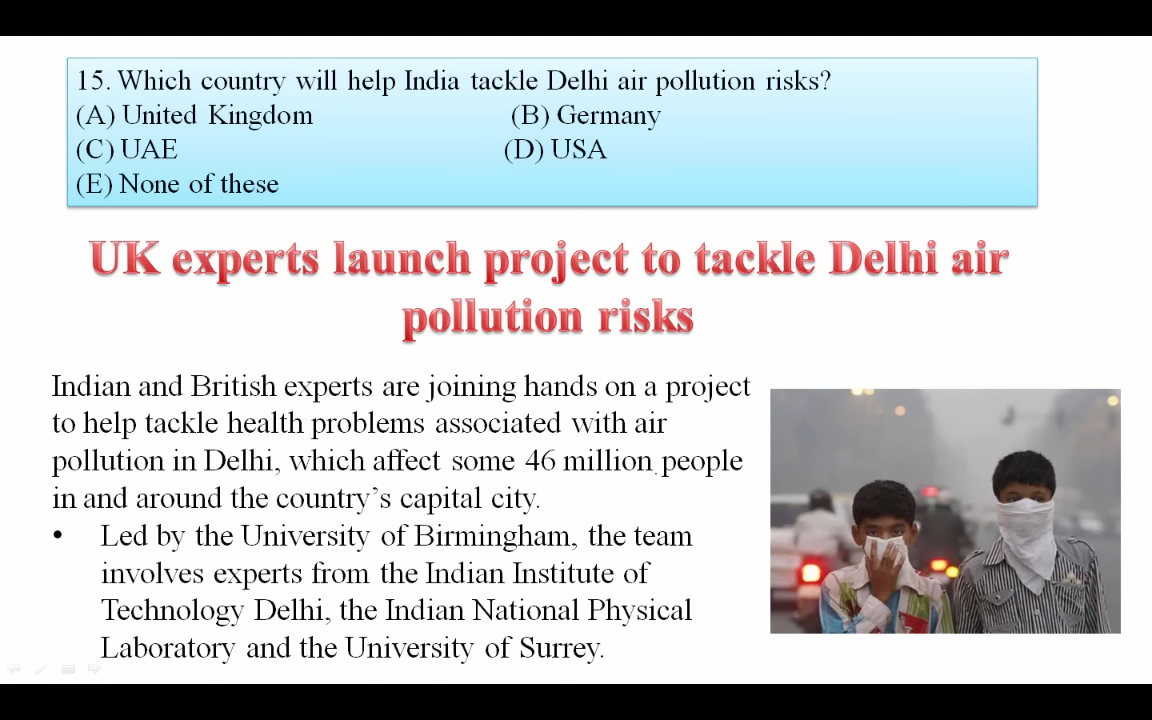 15. Which country will help India tackle Delhi air pollution risks?
(A) United Kingdom (B) Germany
(C) UAE (D) USA
(E) None of these
UK experts launch project to tackle Delhi air
pollution risks
Indian and British experts are joining hands on a project
to help tackle health problems associated with air
pollution in Delhi, which affect some 46 million people
in and around the country’s capital city.
• Led by the University of Birmingham, the team
involves experts from the Indian Institute of
Technology Delhi, the Indian National Physical
Laboratory and the University of Surrey.